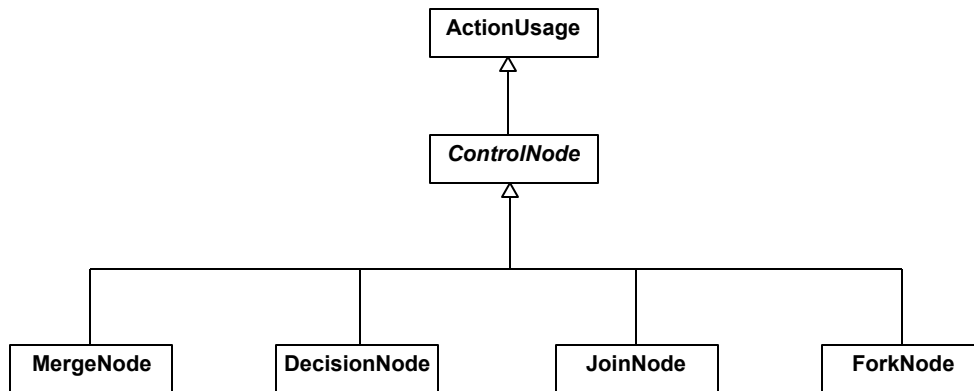 ActionUsage
ControlNode
MergeNode
DecisionNode
JoinNode
ForkNode